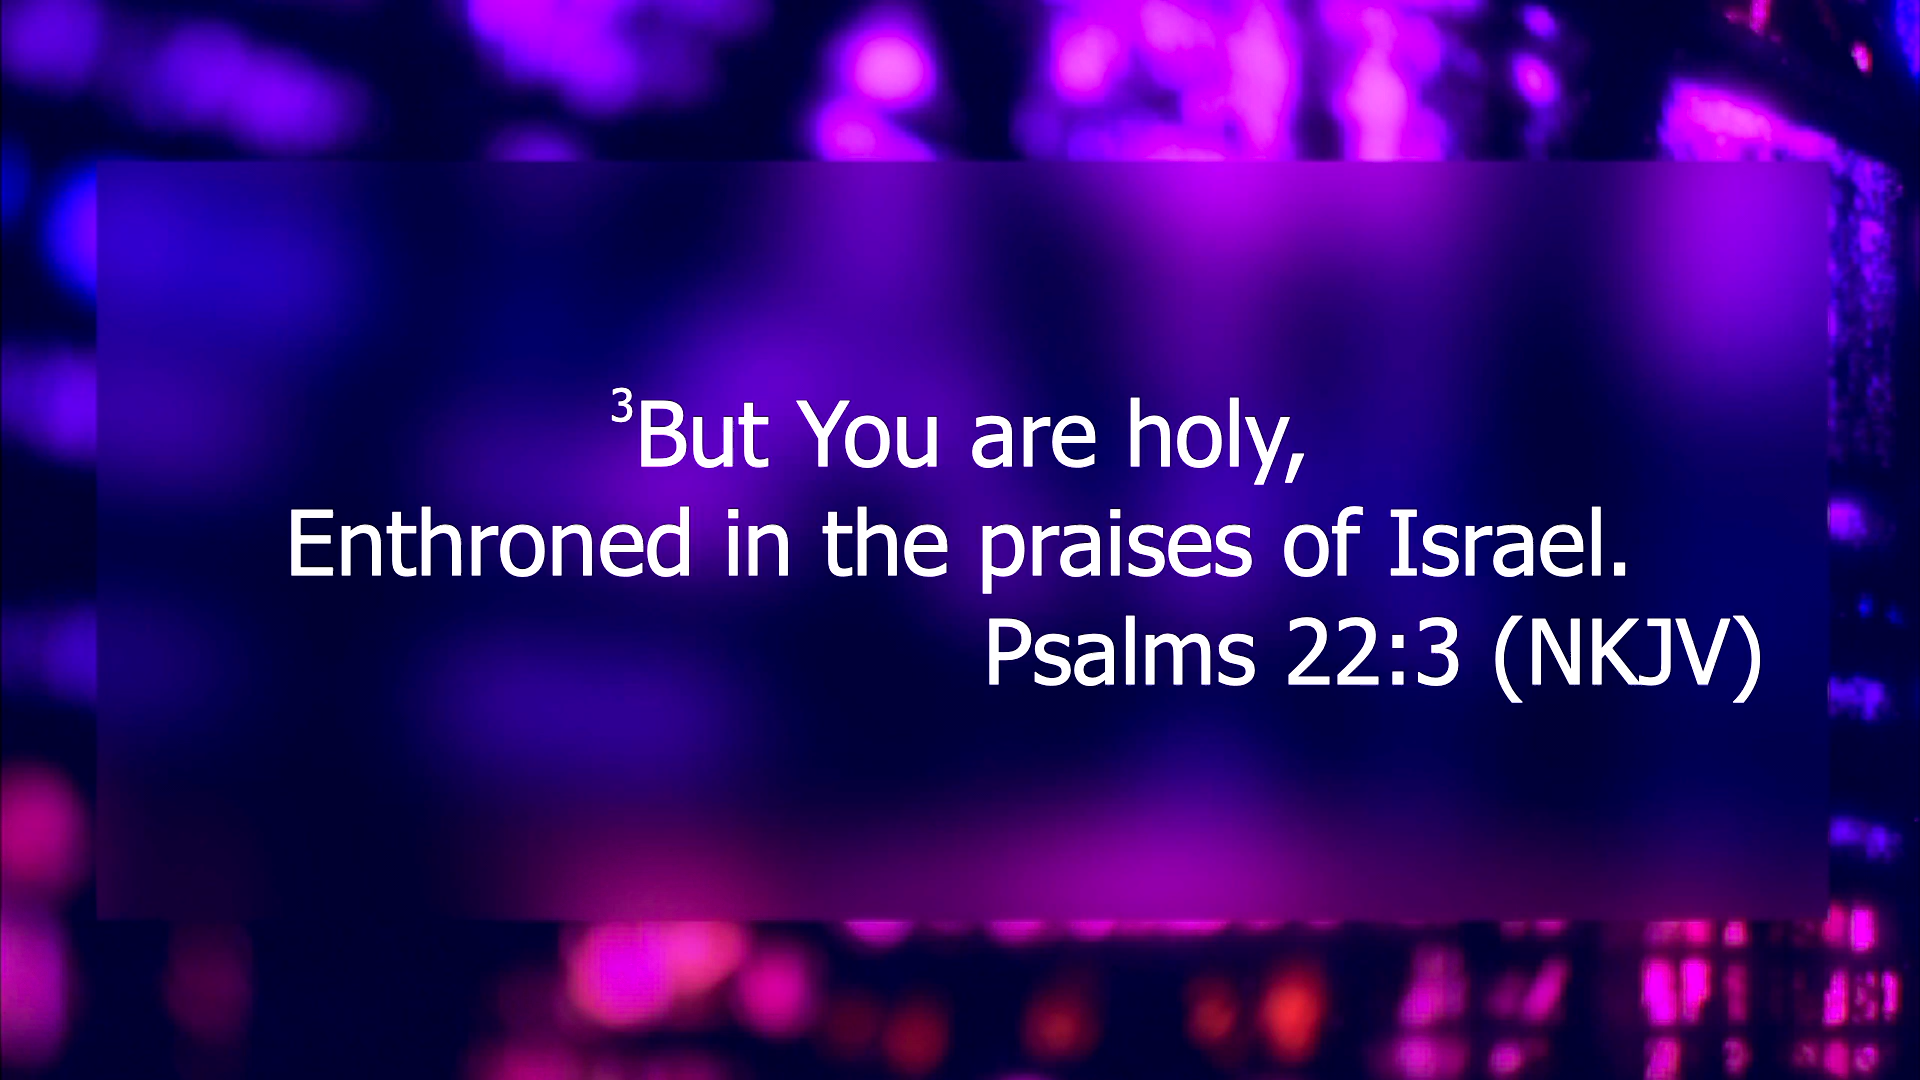 ³But You are holy,
Enthroned in the praises of Israel.
Psalms 22:3 (NKJV)